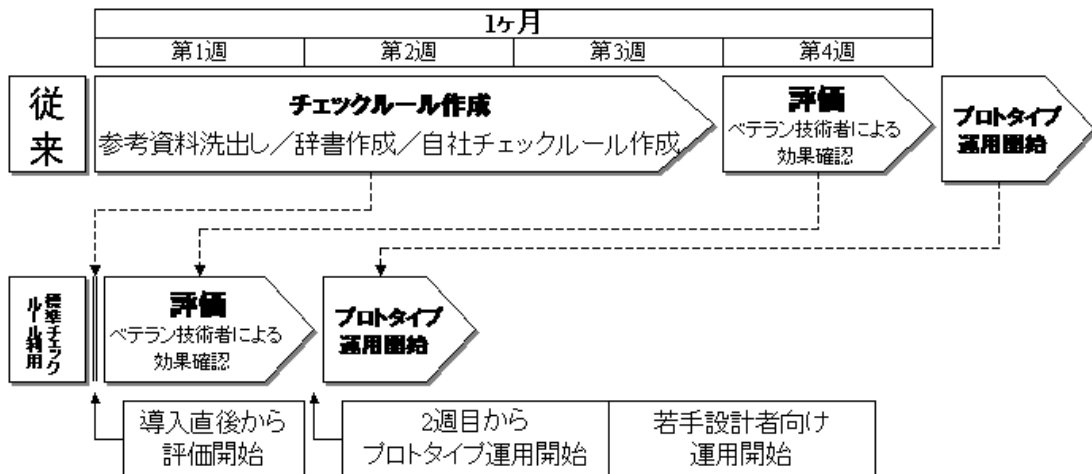 1ヶ月
第1週
第2週
第3週
第4週
従
来
チェックルール作成
参考資料洗出し／辞書作成／自社チェックルール作成
評価
ベテラン技術者による
効果確認
プロトタイプ
運用開始
標準チェック
ルール利用
評価
ベテラン技術者による
効果確認
プロトタイプ
運用開始
導入直後から
評価開始
2週目から
プロトタイプ運用開始
若手設計者向け
運用開始